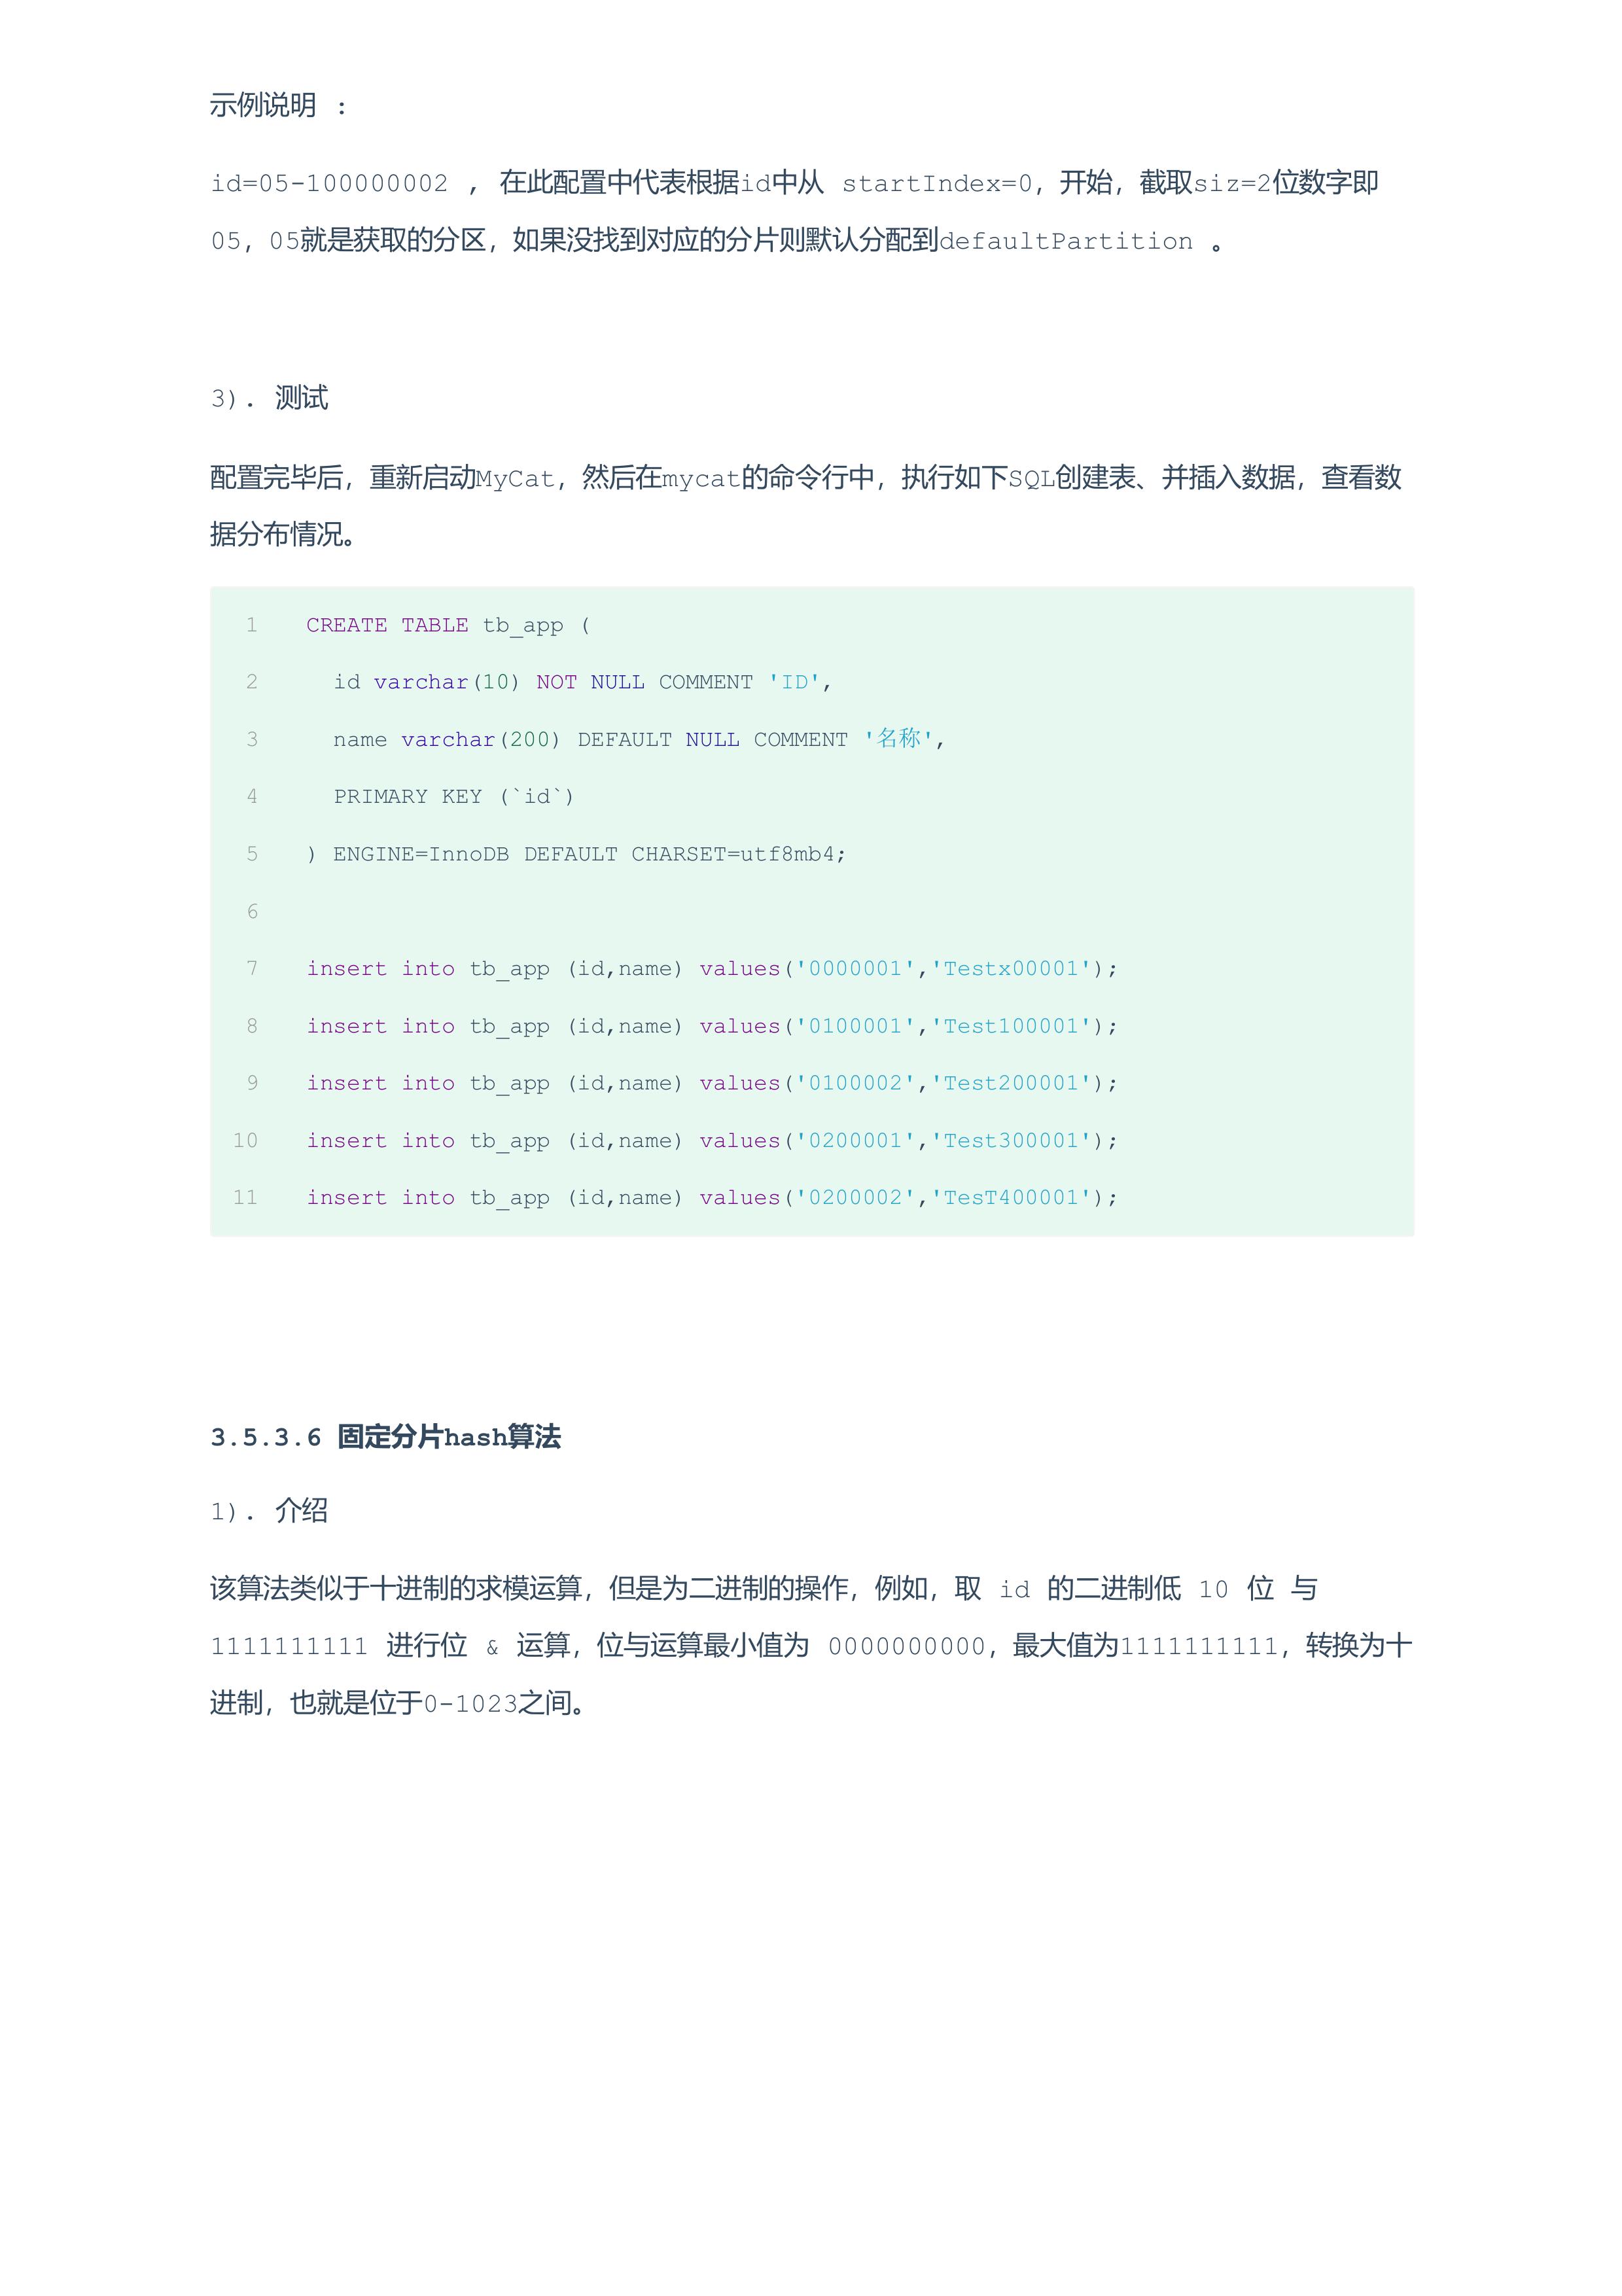 示例说明 :
id=05-100000002 , 在此配置中代表根据id中从 startIndex=0，开始，截取siz=2位数字即
05，05就是获取的分区，如果没找到对应的分片则默认分配到defaultPartition 。
3). 测试
配置完毕后，重新启动MyCat，然后在mycat的命令行中，执行如下SQL创建表、并插入数据，查看数
据分布情况。
1 CREATE TABLE tb_app (
2 id varchar(10) NOT NULL COMMENT 'ID',
3 name varchar(200) DEFAULT NULL COMMENT '名称',
4 PRIMARY KEY (`id`)
5 ) ENGINE=InnoDB DEFAULT CHARSET=utf8mb4;
6
7 insert into tb_app (id,name) values('0000001','Testx00001');
8 insert into tb_app (id,name) values('0100001','Test100001');
9 insert into tb_app (id,name) values('0100002','Test200001');
10 insert into tb_app (id,name) values('0200001','Test300001');
11 insert into tb_app (id,name) values('0200002','TesT400001');
3.5.3.6 固定分片hash算法
1). 介绍
该算法类似于十进制的求模运算，但是为二进制的操作，例如，取 id 的二进制低 10 位 与
1111111111 进行位 & 运算，位与运算最小值为 0000000000，最大值为1111111111，转换为十
进制，也就是位于0-1023之间。